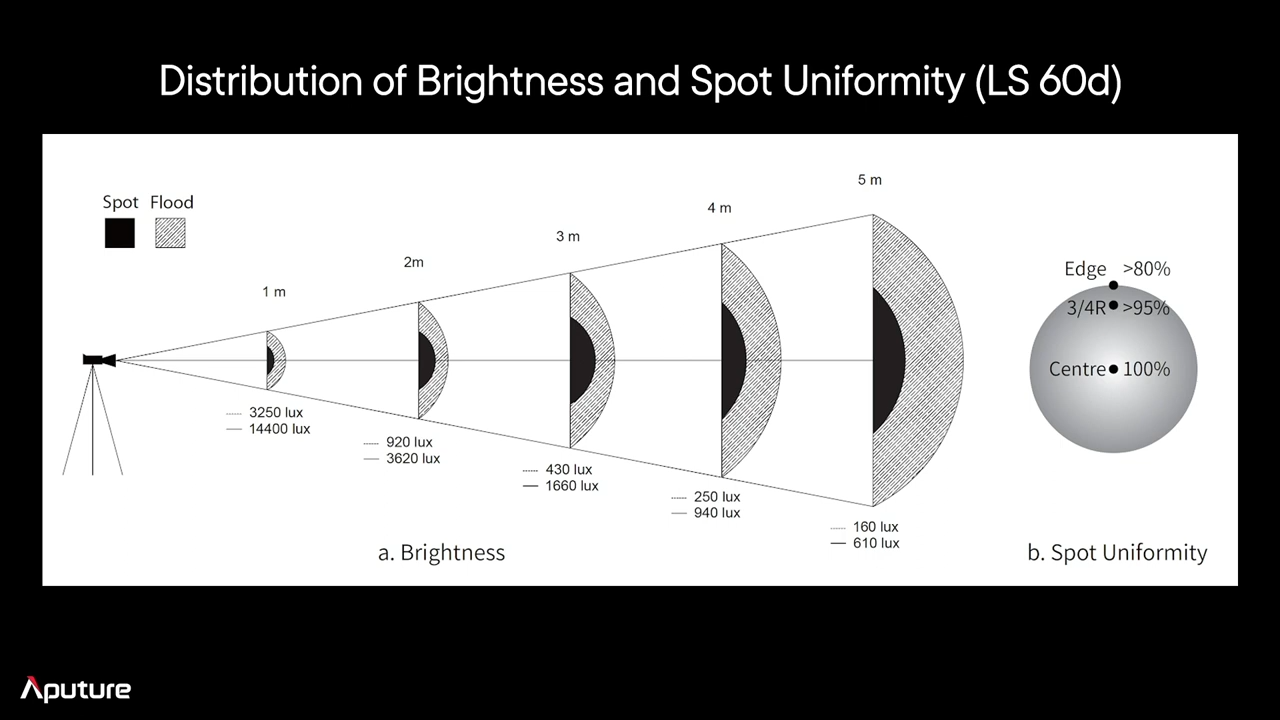 Distribution of Brightness and Spot Uniformity (LS 60d)
Spot Flood
1 m
2m
3 m
4 m
5 m
3250 lux
14400 lux
920 lux
3620 lux
430 lux
1660 lux
250 lux
940 lux
160 lux
610 lux
a. Brightness
Edge >80%
3/4R >95%
Centre 100%
b. Spot Uniformity
Aputure